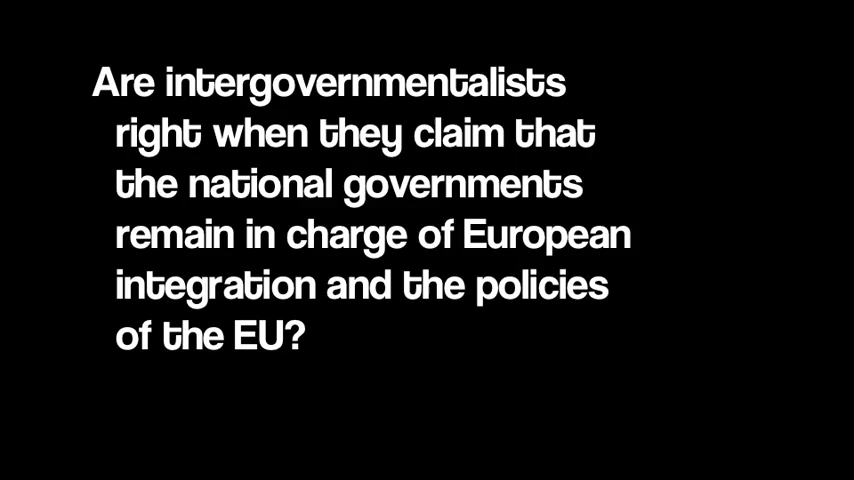 Are intergovernmentalists
right when they claim that
the national governments
remain in charge of European
integration and the policies
of the EU?